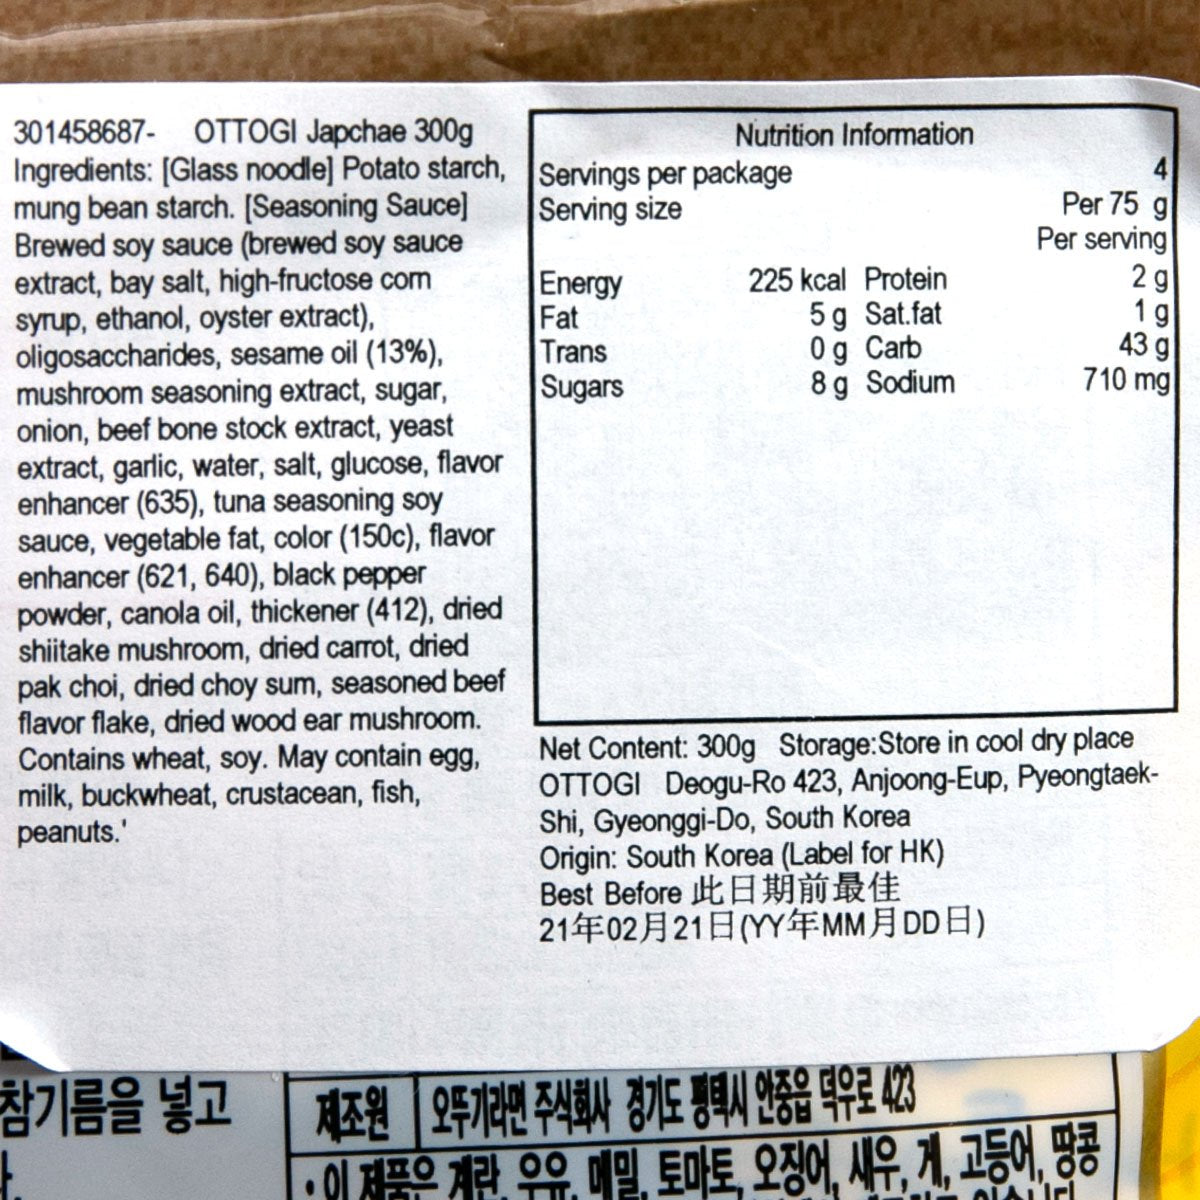 301458687- OTTOGI Japchae 300g
Ingredients: [Glass noodle] Potato starch,
mung bean starch. [Seasoning Sauce]
Brewed soy sauce (brewed soy sauce
extract, bay salt, high-fructose corn
syrup, ethanol, oyster extract),
oligosaccharides, sesame oil (13%),
mushroom seasoning extract, sugar,
onion, beef bone stock extract, yeast
extract, garlic, water, salt, glucose, flavor
enhancer (635), tuna seasoning soy
sauce, vegetable fat, color (150c), flavor
enhancer (621, 640), black pepper
powder, canola oil, thickener (412), dried
shiitake mushroom, dried carrot, dried
pak choi, dried choy sum, seasoned beef
flavor flake, dried wood ear mushroom.
Contains wheat, soy. May contain egg,
milk, buckwheat, crustacean, fish,
peanuts.'
Nutrition Information
Servings per package 4
Serving size Per 75 g
Per serving
Energy 225 kcal Protein 2 g
Fat 5 g Sat.fat 1 g
Trans 0 g Carb 43 g
Sugars 8 g Sodium 710 mg
Net Content: 300g Storage:Store in cool dry place
OTTOGI Deogu-Ro 423, Anjoong-Eup, Pyeongtaek-
Shi, Gyeonggi-Do, South Korea
Origin: South Korea (Label for HK)
Best Before 此日期前最佳
21年02月21日(YY年MM月DD日)
참기름을 넣고
제조원 오뚜기라면 주식회사 경기도 평택시 안중읍 덕우로 423
• 이 제품은 계란, 우유, 메밀, 토마토, 오징어, 새우, 게, 고등어, 땅콩